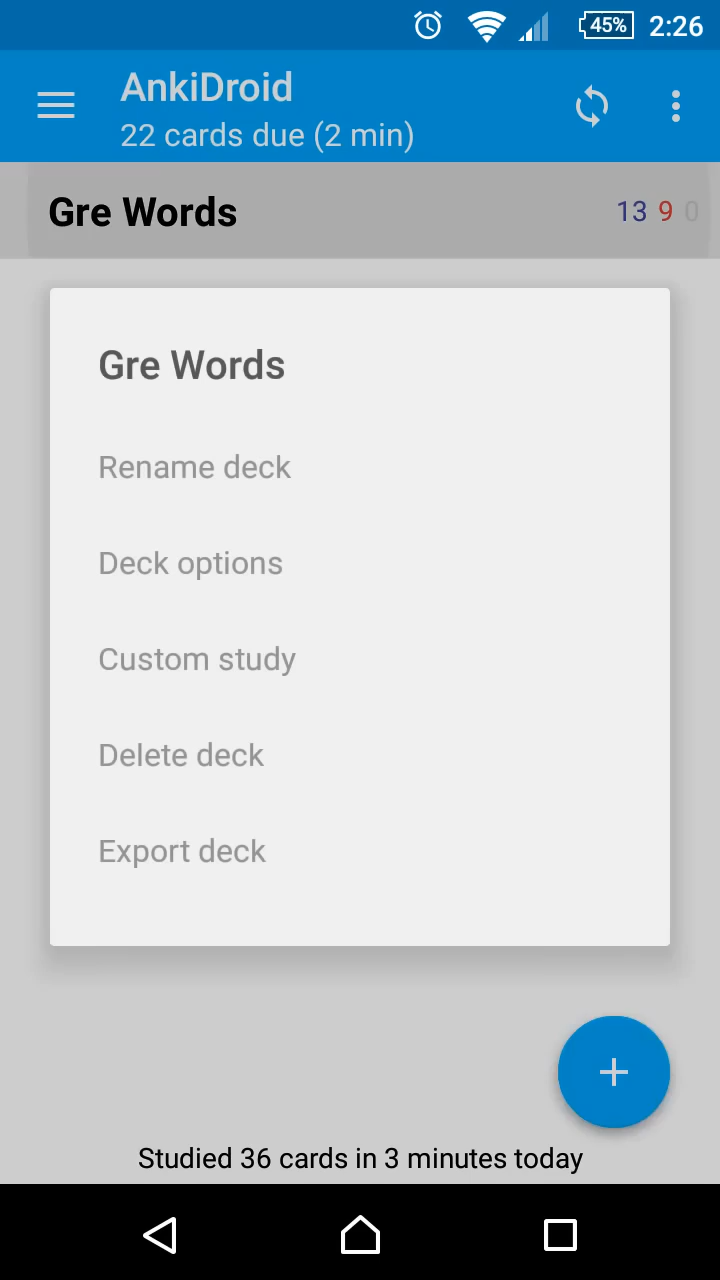 45% 2:26
AnkiDroid
22 cards due (2 min)
Gre Words 13 9 0
Gre Words
Rename deck
Deck options
Custom study
Delete deck
Export deck
Studied 36 cards in 3 minutes today